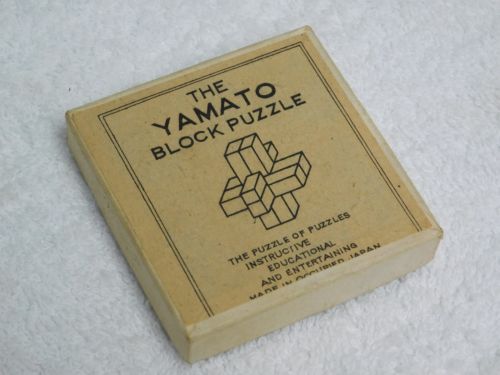 THE
YAMATO
BLOCK PUZZLE
THE PUZZLE OF PUZZLES
INSTRUCTIVE
EDUCATIONAL
AND ENTERTAINING
MADE IN OCCUPIED JAPAN